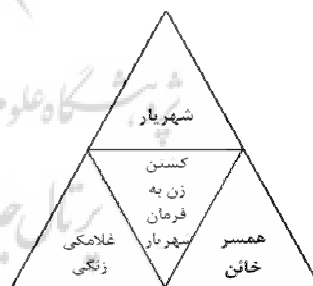 شهریار
کشتن
زن به
فرمان
شهریار
همسر
خائن
غلامکی
زنگی